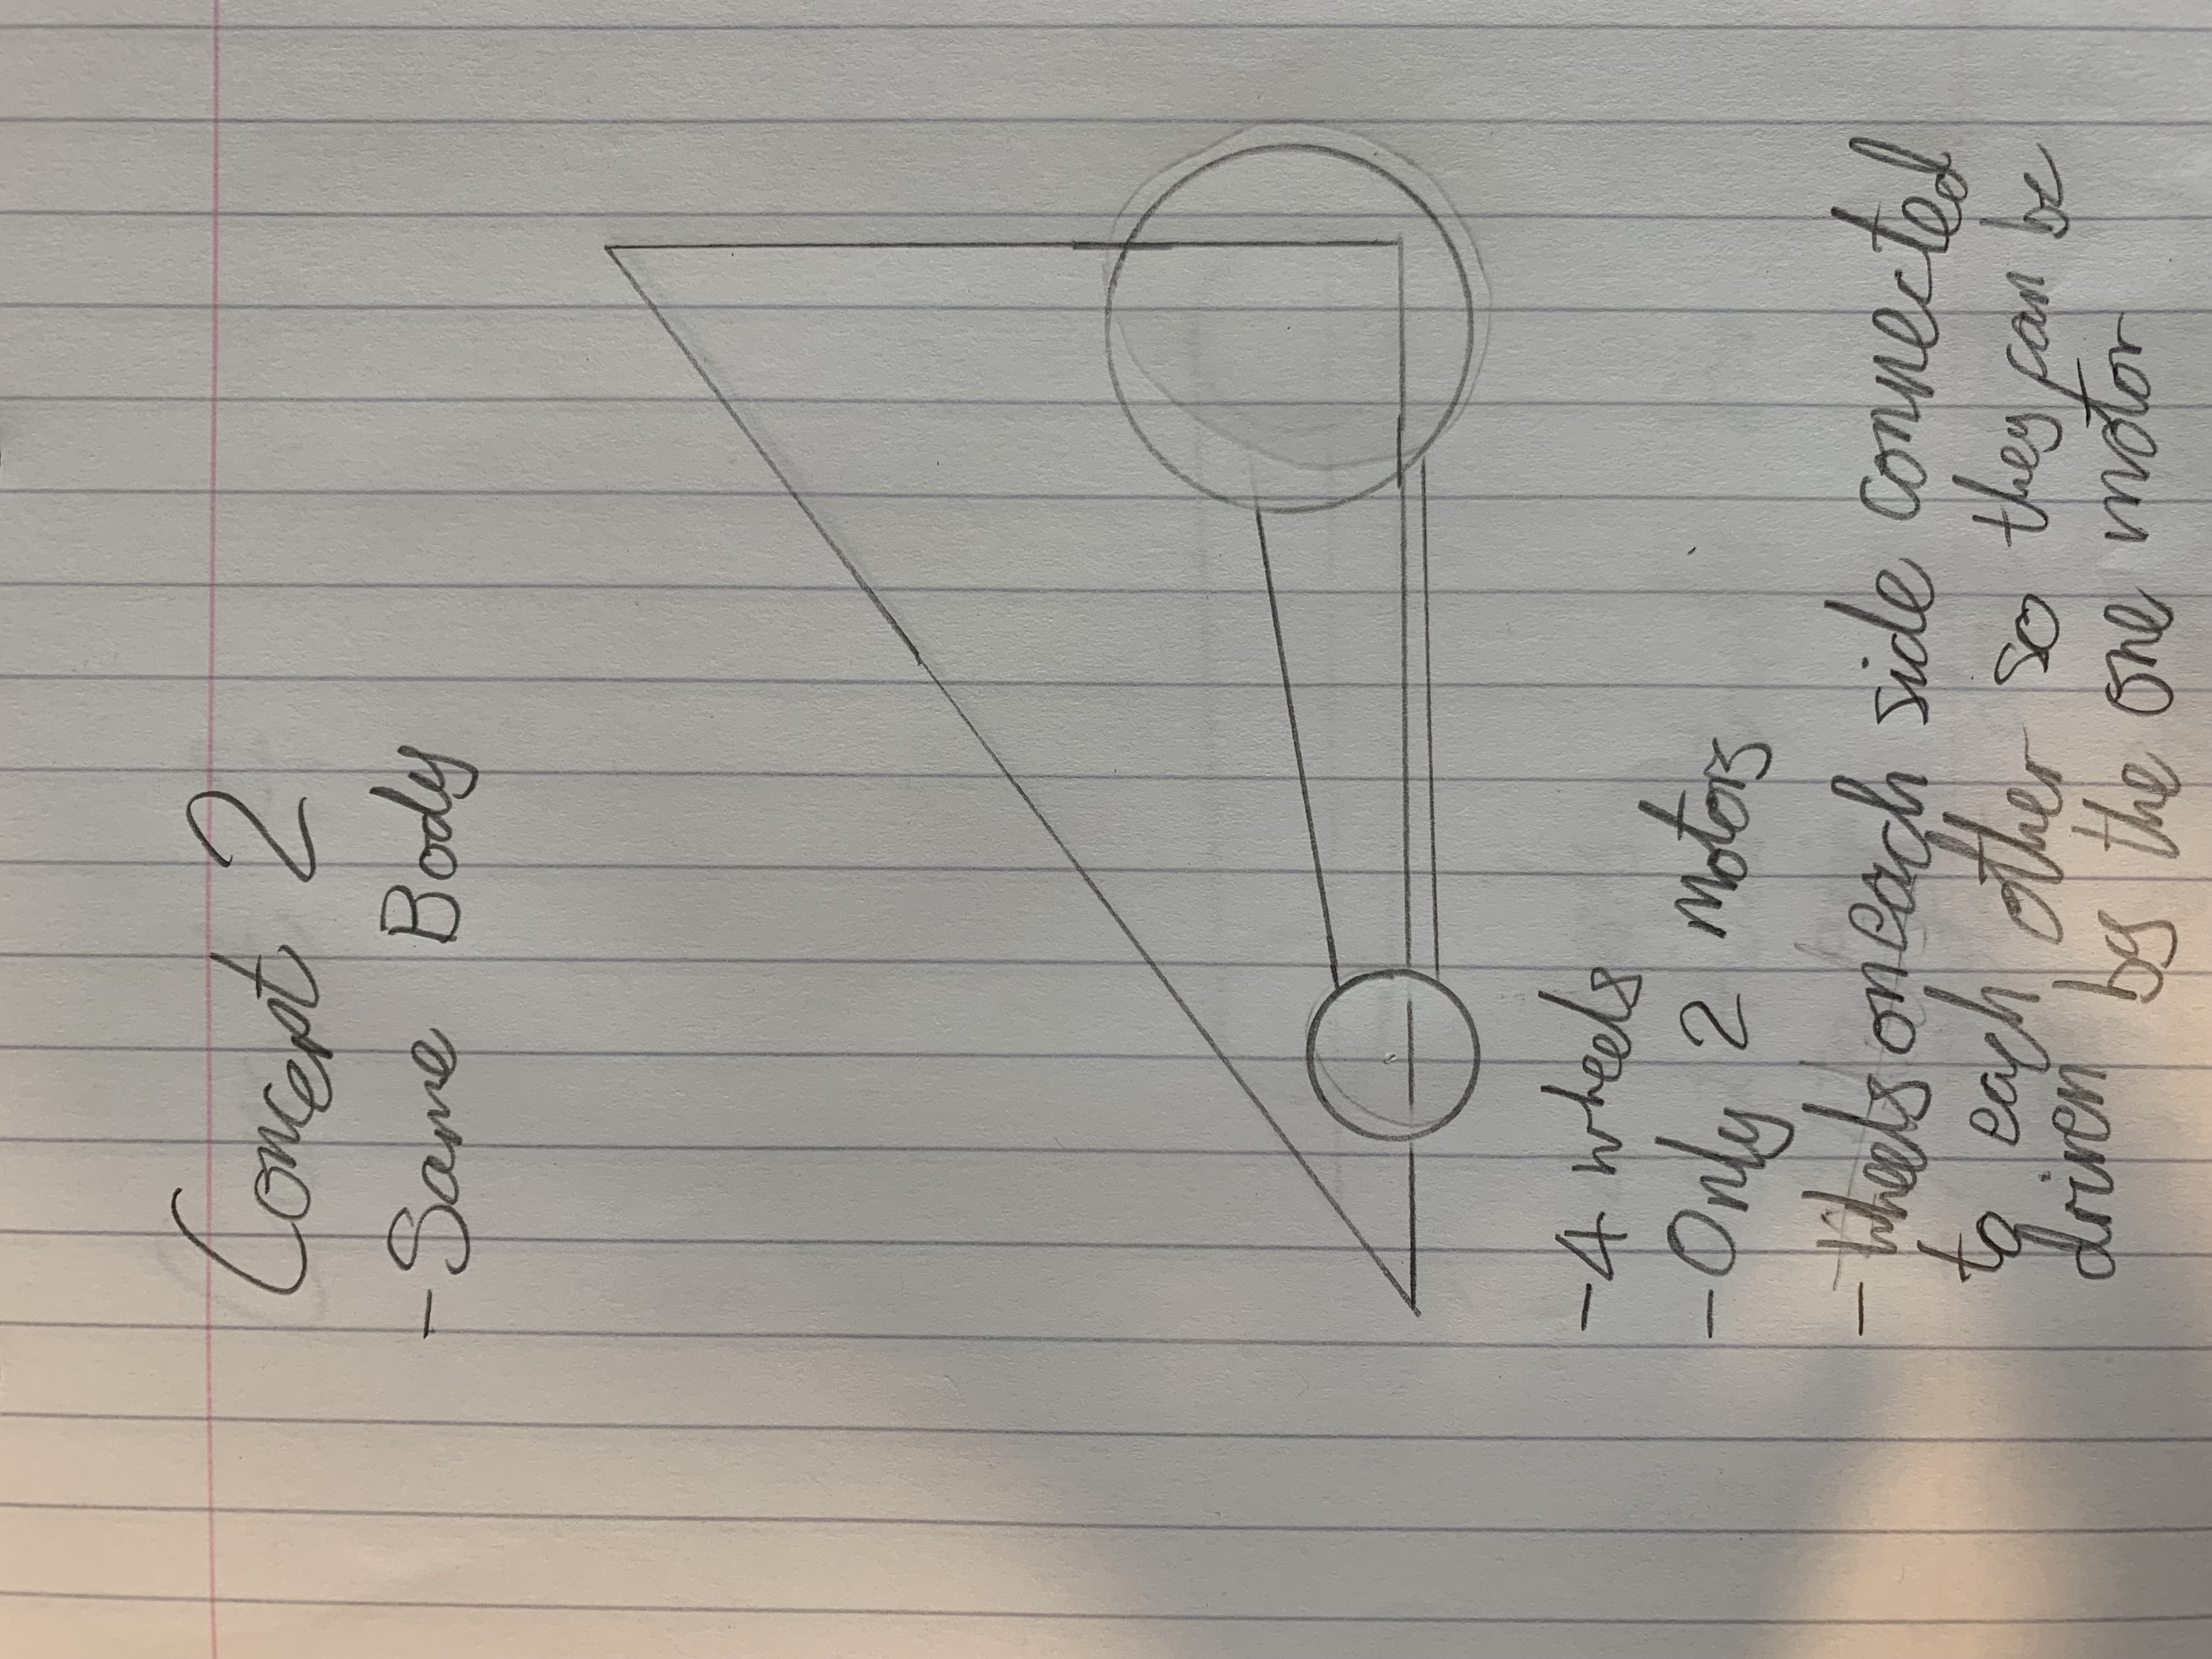 Concept 2
- Same Body
- 4 wheels
- Only 2 motors
- Wheels on each side connected
to each other so they can be
driven by the one motor